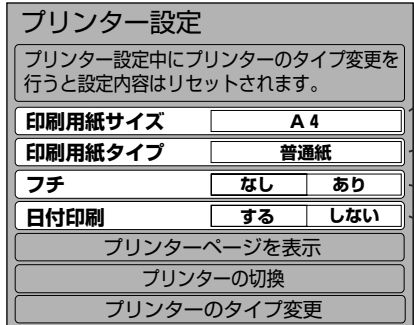 プリンター設定
プリンター設定中にプリンターのタイプ変更を
行うと設定内容はリセットされます。
印刷用紙サイズ A4
印刷用紙タイプ 普通紙
フチ なし あり
日付印刷 する しない
プリンターページを表示
プリンターの切換
プリンターのタイプ変更